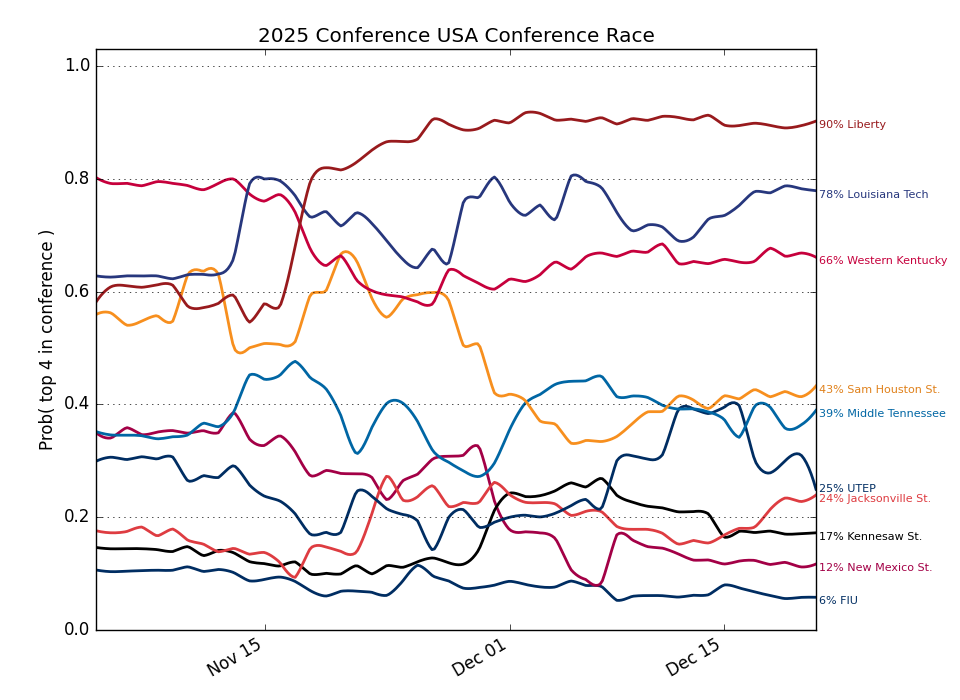 2025 Conference USA Conference Race
Prob( top 4 in conference )
1.0
0.8
0.6
0.4
0.2
0.0
Nov 15
Dec 01
Dec 15
90% Liberty
78% Louisiana Tech
66% Western Kentucky
43% Sam Houston St.
39% Middle Tennessee
25% UTEP
24% Jacksonville St.
17% Kennesaw St.
12% New Mexico St.
6% FIU